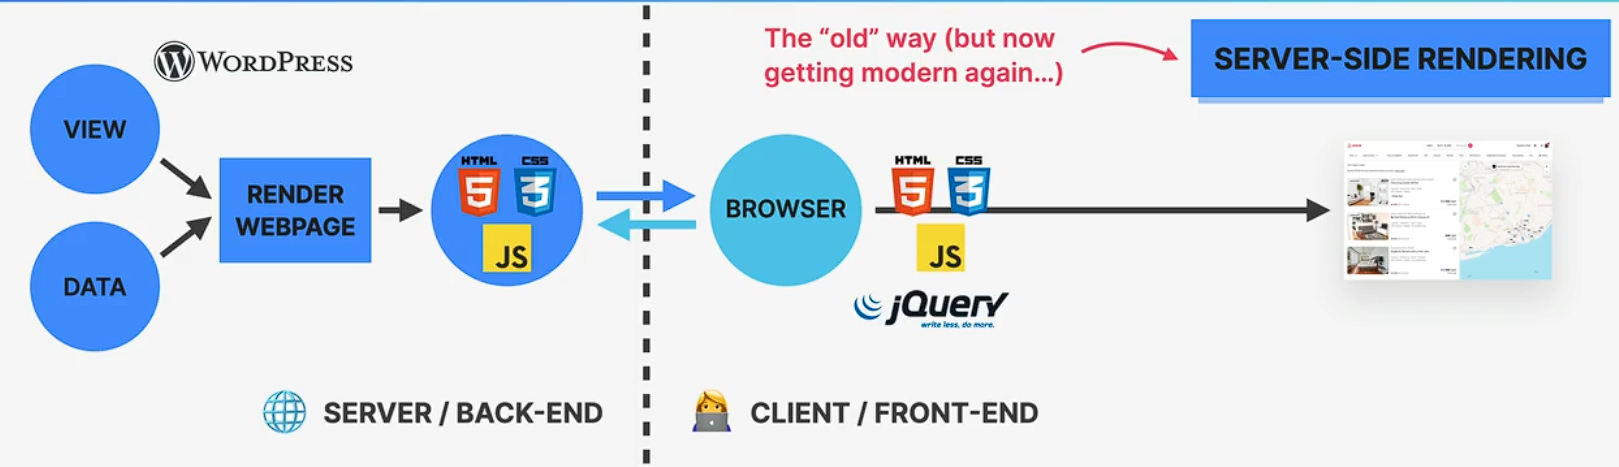 WORDPRESS
The “old” way (but now
getting modern again...)
SERVER-SIDE RENDERING
VIEW
DATA
RENDER
WEBPAGE
HTML
5
CSS
3
JS
BROWSER
HTML
5
CSS
3
JS
jQuery
write less, do more.
SERVER / BACK-END
CLIENT / FRONT-END